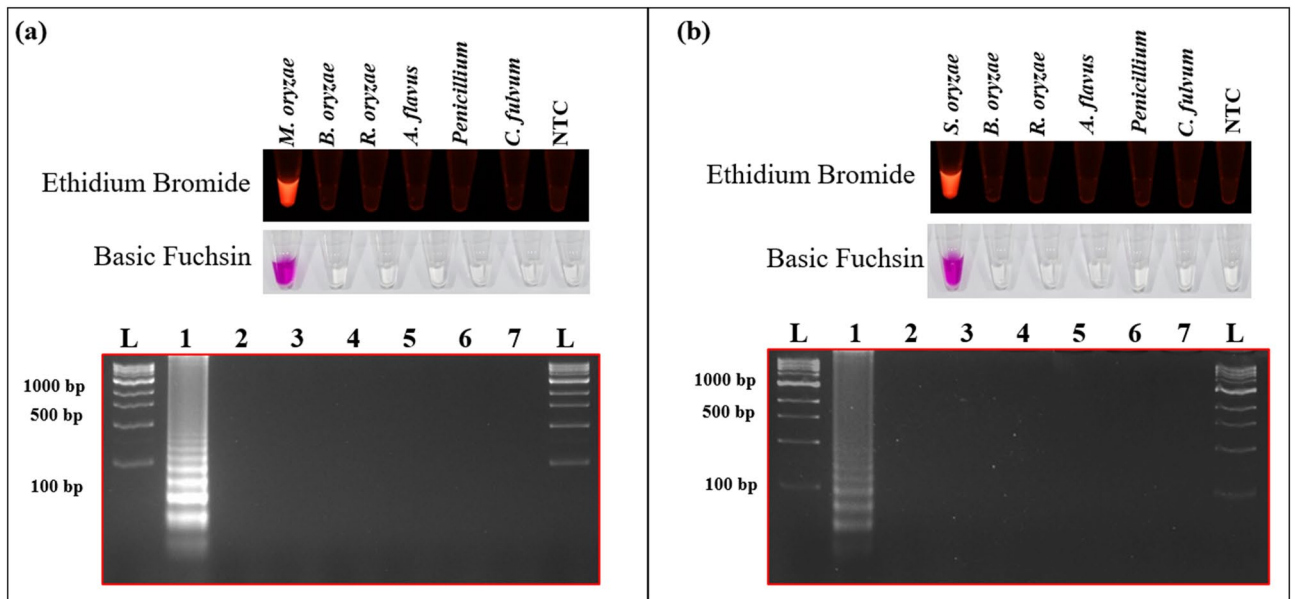 (a)
M. oryzae
B. oryzae
R. oryzae
A. flavus
Penicillium
C. fulvum
NTC
Ethidium Bromide
Basic Fuchsin
L 1 2 3 4 5 6 7 L
1000 bp
500 bp
100 bp
(b)
S. oryzae
B. oryzae
R. oryzae
A. flavus
Penicillium
C. fulvum
NTC
Ethidium Bromide
Basic Fuchsin
L 1 2 3 4 5 6 7 L
1000 bp
500 bp
100 bp